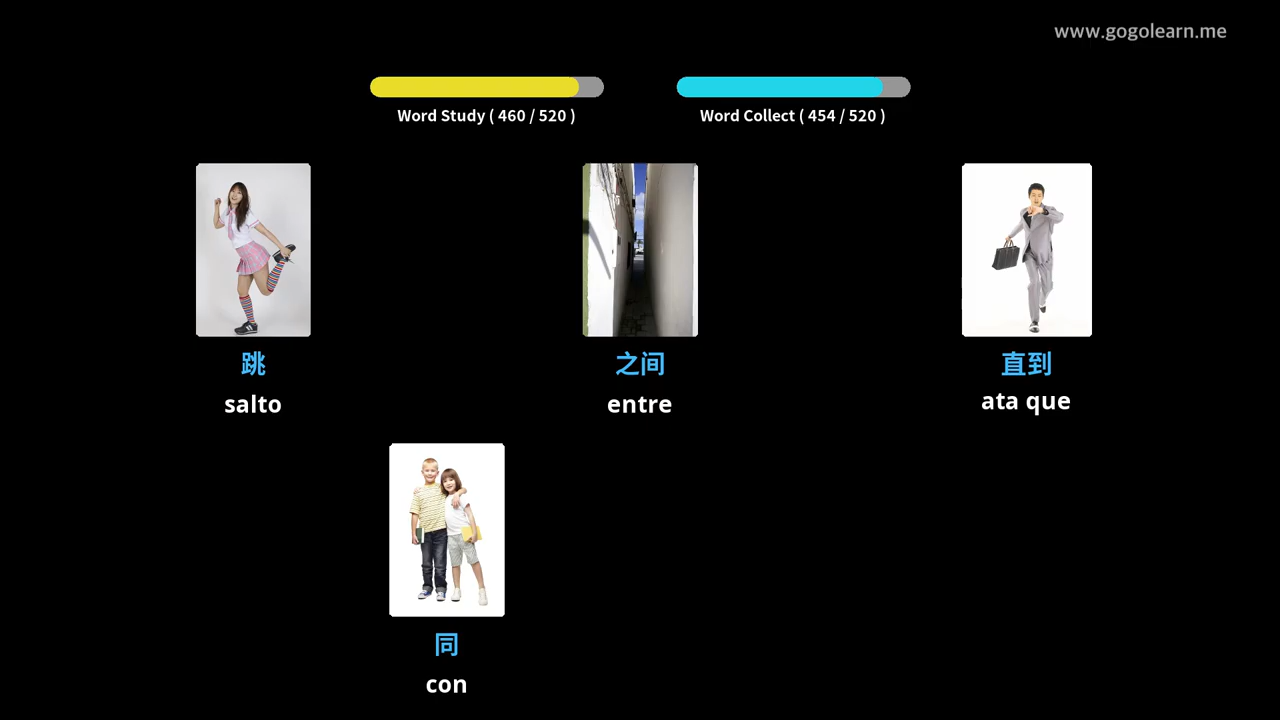 www.gogolearn.me
Word Study ( 460 / 520 )
Word Collect ( 454 / 520 )
跳
salto
之间
entre
直到
ata que
同
con